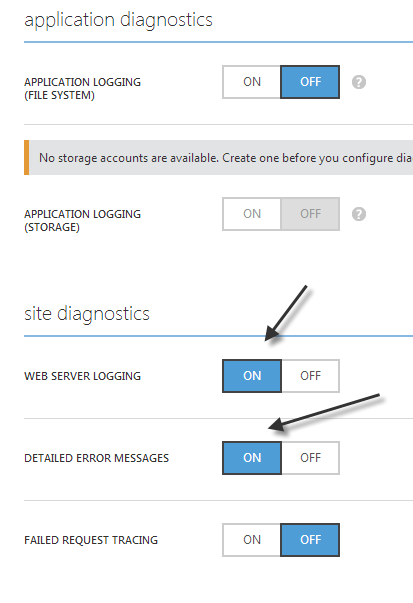 application diagnostics
APPLICATION LOGGING
(FILE SYSTEM)
ON OFF ?
No storage accounts are available. Create one before you configure dia
APPLICATION LOGGING
(STORAGE)
ON OFF ?
site diagnostics
WEB SERVER LOGGING ON OFF
DETAILED ERROR MESSAGES ON OFF
FAILED REQUEST TRACING ON OFF